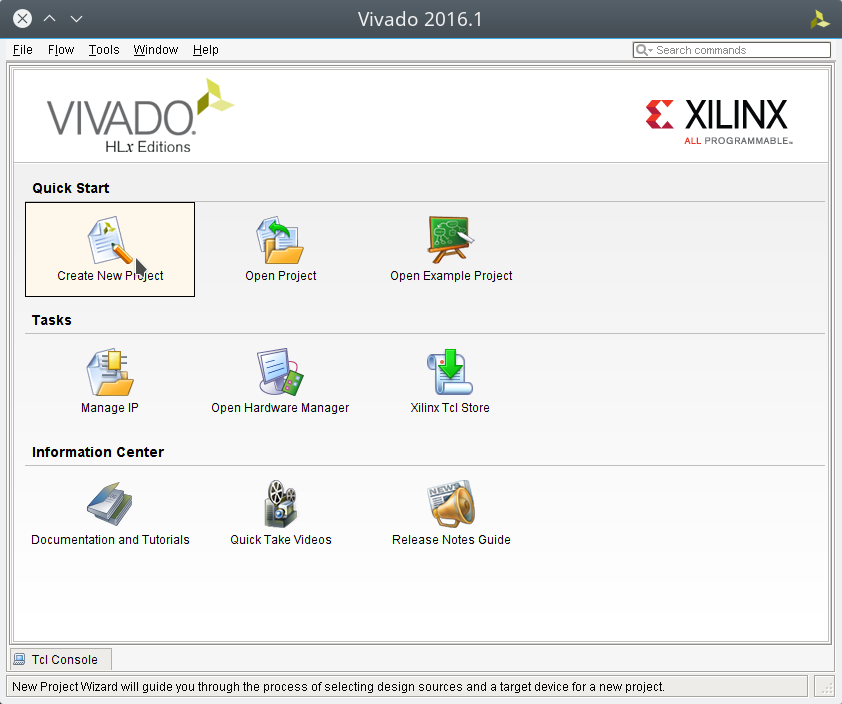 Vivado 2016.1
File Flow Tools Window Help
Search commands
VIVADO.
HLx Editions
XILINX
ALL PROGRAMMABLE™
Quick Start
Create New Project
Open Project
Open Example Project
Tasks
Manage IP
Open Hardware Manager
Xilinx Tcl Store
Information Center
NEWS
Documentation and Tutorials
Quick Take Videos
Release Notes Guide
Tcl Console
New Project Wizard will guide you through the process of selecting design sources and a target device for a new project.